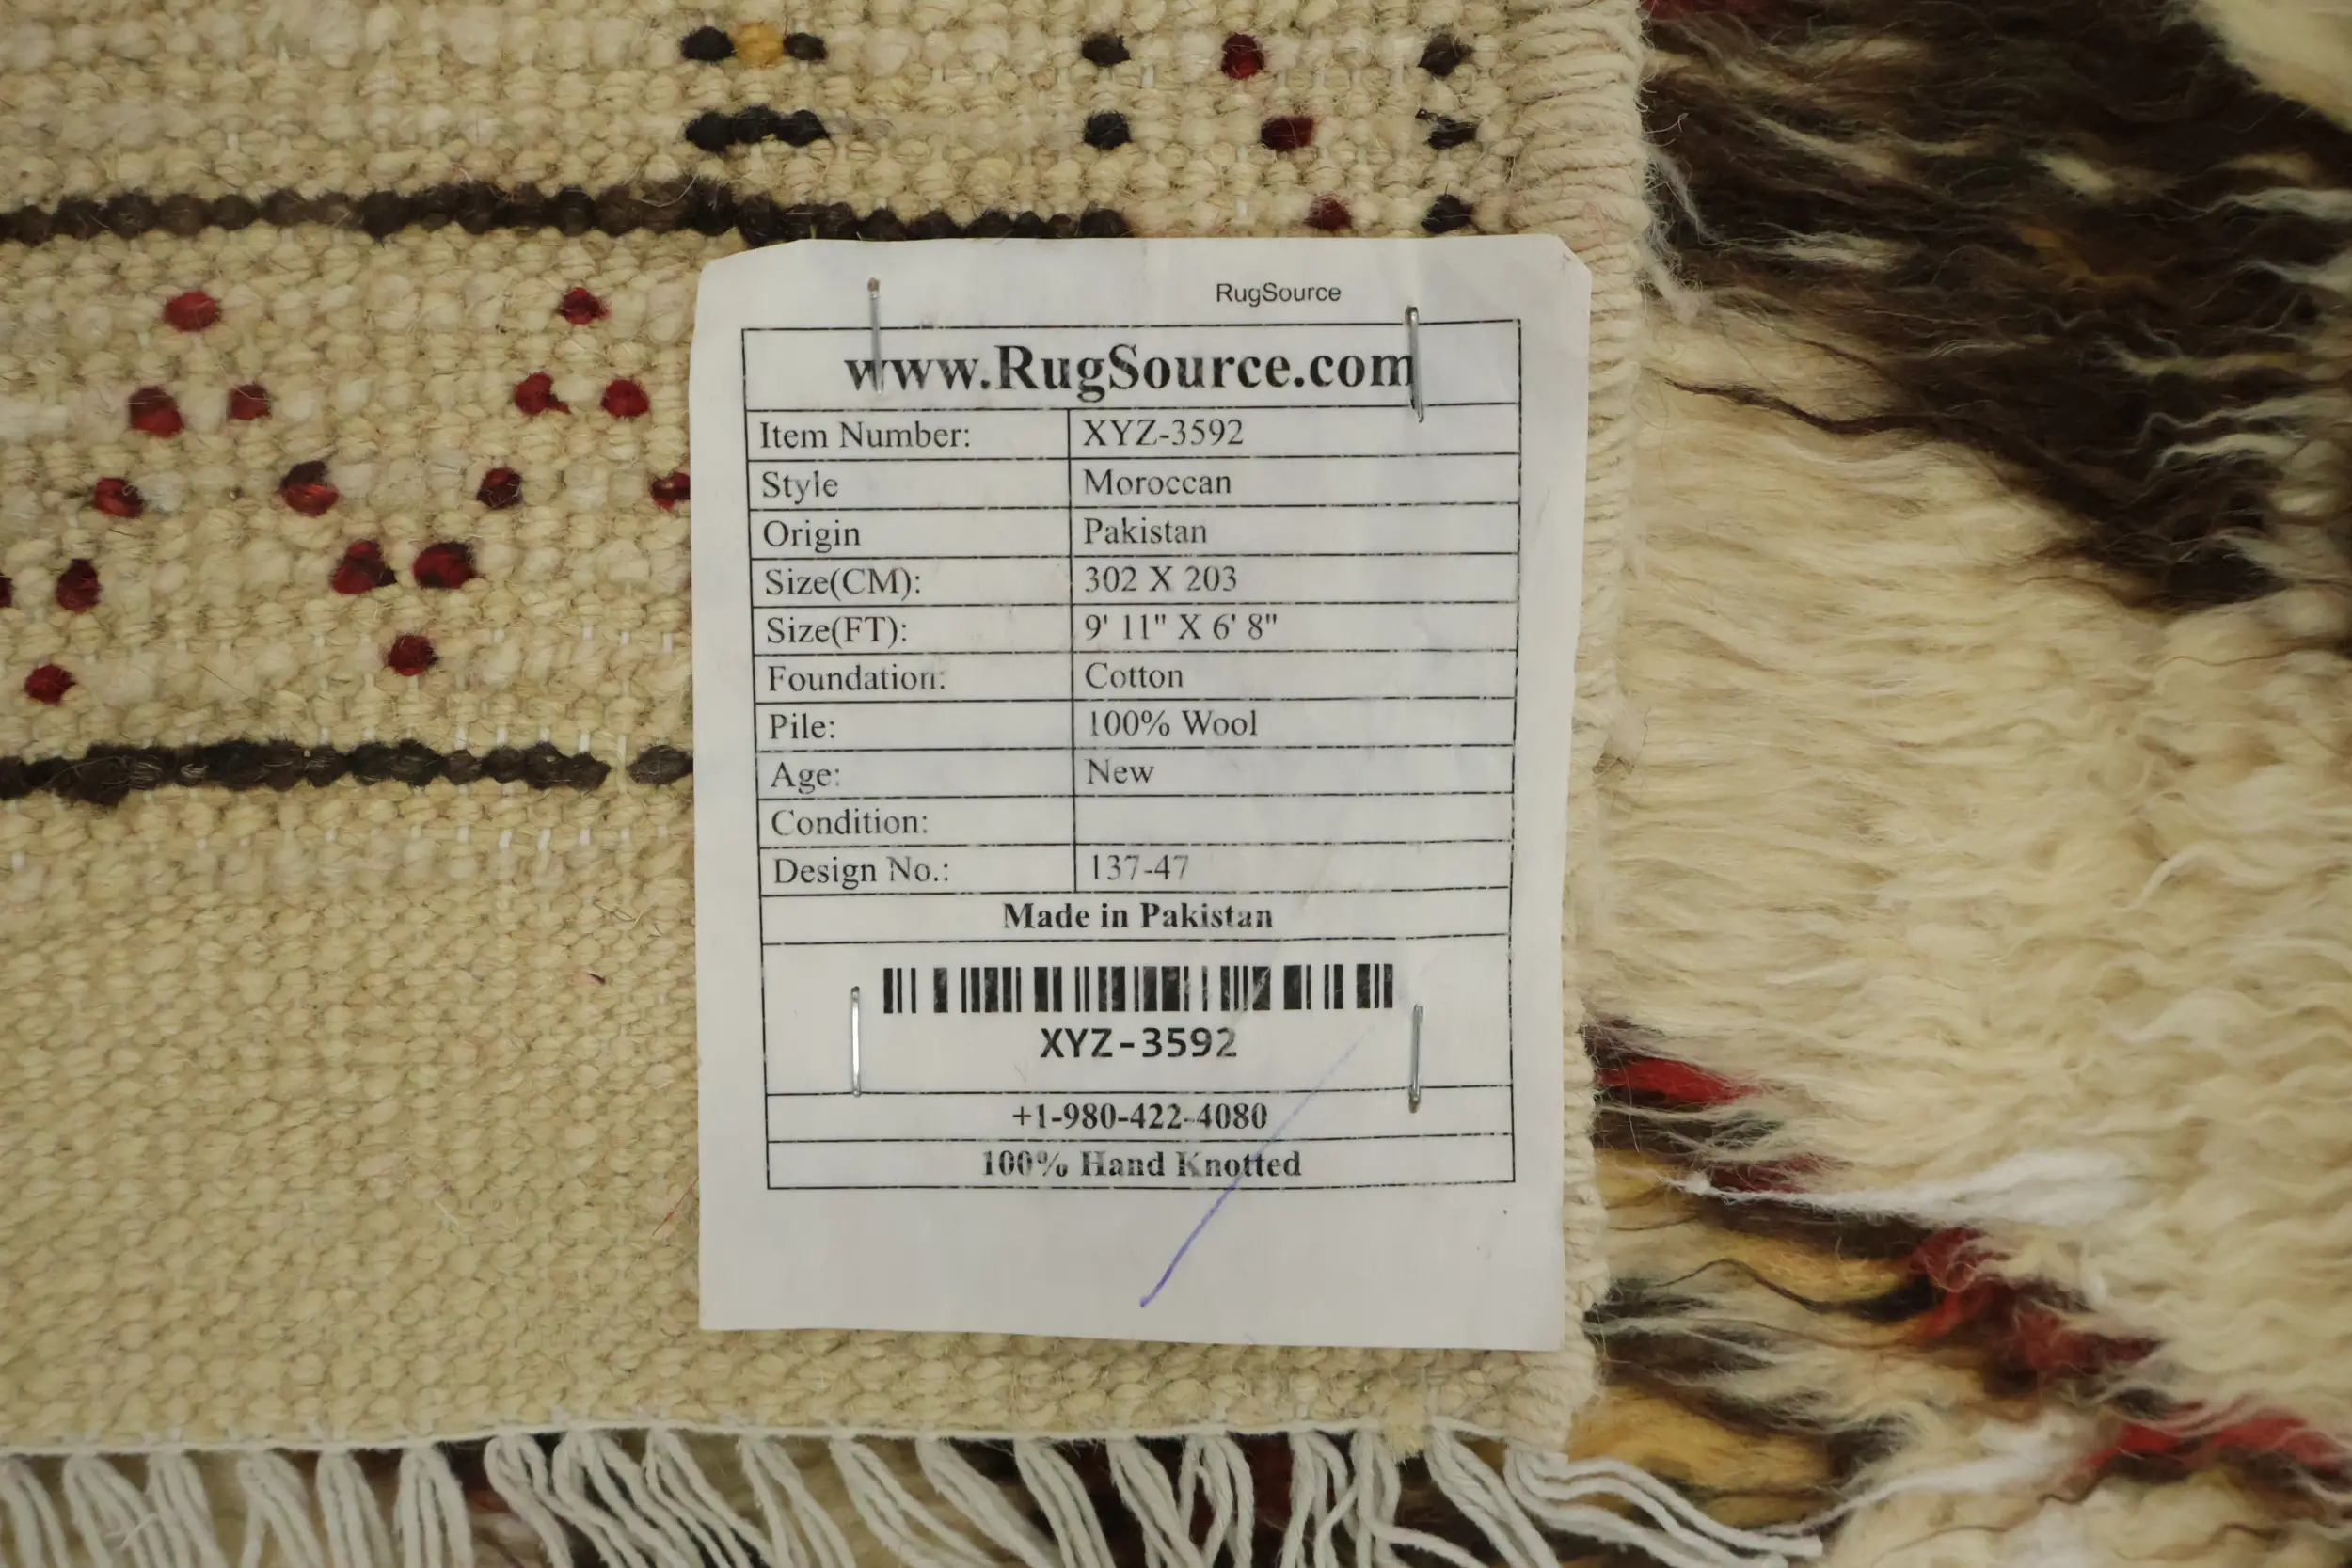 RugSource
www.RugSource.com
Item Number: XYZ-3592
Style Moroccan
Origin Pakistan
Size(CM): 302 X 203
Size(FT): 9' 11" X 6' 8"
Foundation: Cotton
Pile: 100% Wool
Age: New
Condition:
Design No.: 137-47
Made in Pakistan
XYZ-3592
+1-980-422-4080
100% Hand Knotted